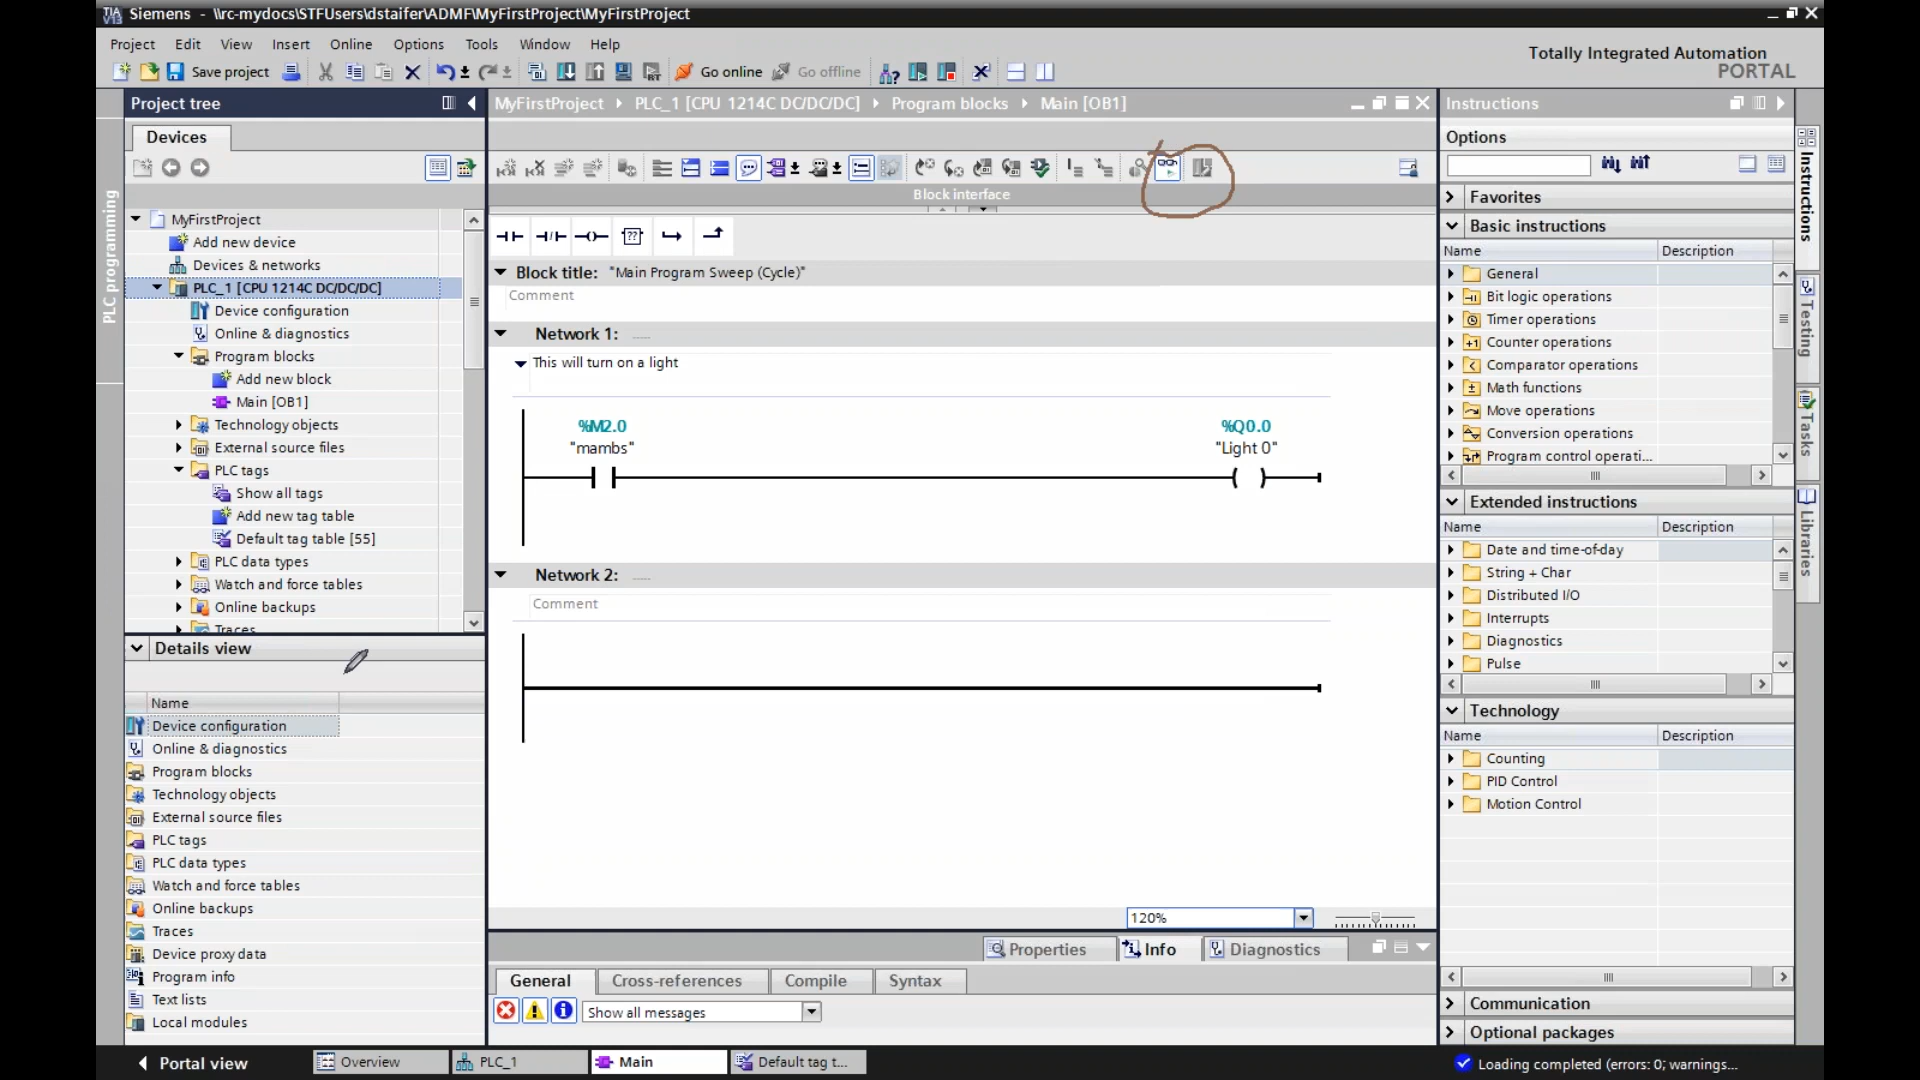 Siemens - \\rc-mydocs\STFUsers\dstaifer\ADMF\MyFirstProject\MyFirstProject
Project Edit View Insert Online Options Tools Window Help
Totally Integrated Automation
PORTAL
Save project
Go online
Go offline
Project tree
MyFirstProject PLC_1 [CPU 1214C DC/DC/DC] Program blocks Main [OB1]
Instructions
Devices
Options
Block interface
PLC programming
MyFirstProject
Add new device
Devices & networks
PLC_1 [CPU 1214C DC/DC/DC]
Device configuration
Online & diagnostics
Program blocks
Add new block
Main [OB1]
Technology objects
External source files
PLC tags
Show all tags
Add new tag table
Default tag table [55]
PLC data types
Watch and force tables
Online backups
Traces
Details view
Name
Device configuration
Online & diagnostics
Program blocks
Technology objects
External source files
PLC tags
PLC data types
Watch and force tables
Online backups
Traces
Device proxy data
Program info
Text lists
Local modules
Block title: "Main Program Sweep (Cycle)"
Comment
Network 1: .....
This will turn on a light
%M2.0
"mambs"
%Q0.0
"Light 0"
Network 2: .....
Comment
120%
Properties
Info
Diagnostics
General
Cross-references
Compile
Syntax
Show all messages
Favorites
Basic instructions
Name Description
General
Bit logic operations
Timer operations
Counter operations
Comparator operations
Math functions
Move operations
Conversion operations
Program control operati...
Extended instructions
Name Description
Date and time-of-day
String + Char
Distributed I/O
Interrupts
Diagnostics
Pulse
Technology
Name Description
Counting
PID Control
Motion Control
Communication
Optional packages
Instructions
Testing
Tasks
Libraries
Portal view
Overview
PLC_1
Main
Default tag t...
Loading completed (errors: 0; warnings...